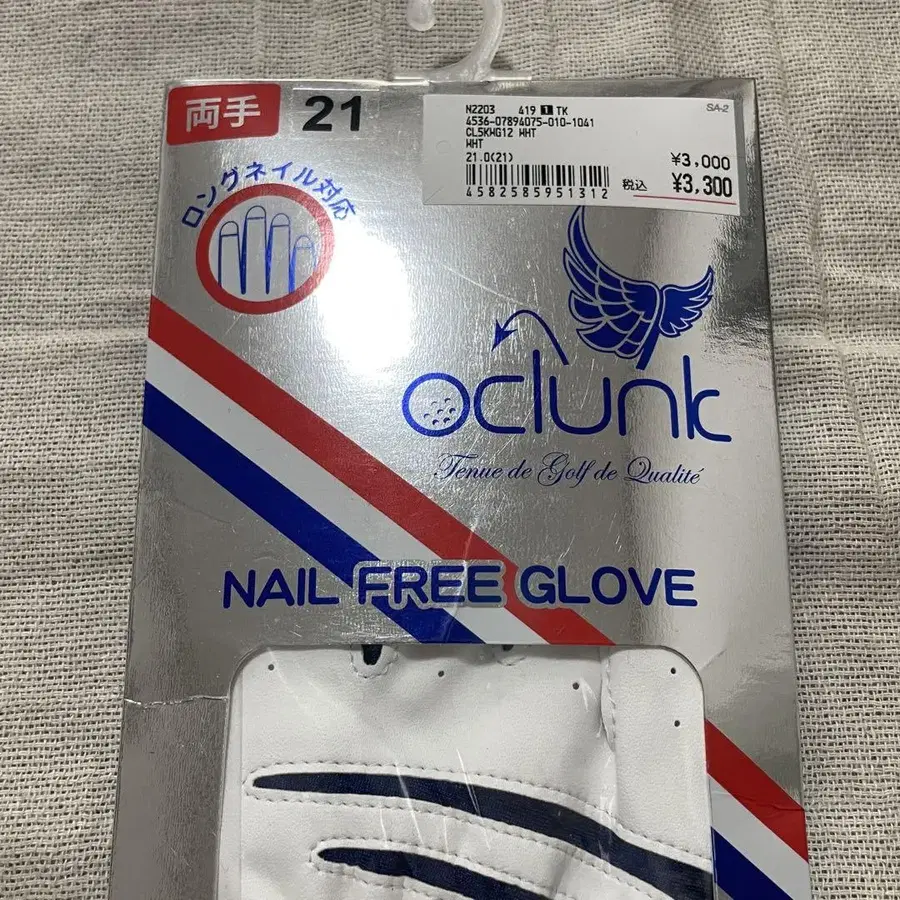 両手 21
N2203 419 1 TK
SA-2
4536-07894075-010-1041
CL5KWG12 WHT
WHT
21.0(21)
¥3,000
4582585951312
税込 ¥3,300
ロングネイル対応
oclunk
Tenue de Golf de Qualité
NAIL FREE GLOVE